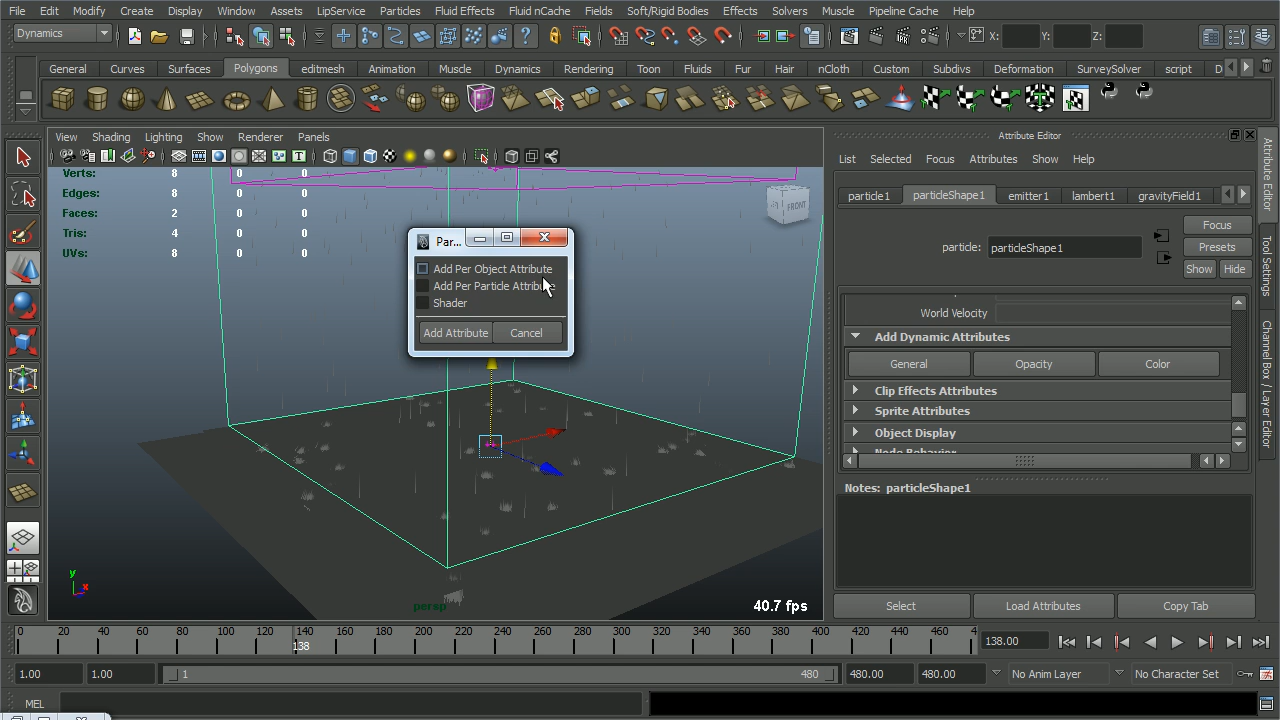 File Edit Modify Create Display Window Assets LipService Particles Fluid Effects Fluid nCache Fields Soft/Rigid Bodies Effects Solvers Muscle Pipeline Cache Help
Dynamics X: Y: Z:
General Curves Surfaces Polygons editmesh Animation Muscle Dynamics Rendering Toon Fluids Fur Hair nCloth Custom Subdivs Deformation SurveySolver script D
View Shading Lighting Show Renderer Panels
Verts: 8 0 0
Edges: 8 0 0
Faces: 2 0 0
Tris: 4 0 0
UVs: 8 0 0
FRONT
Par...
Add Per Object Attribute
Add Per Particle Attribute
Shader
Add Attribute Cancel
persp
40.7 fps
y
x
Attribute Editor
List Selected Focus Attributes Show Help
particle1 particleShape1 emitter1 lambert1 gravityField1
particle: particleShape1
Focus
Presets
Show Hide
World Velocity
Add Dynamic Attributes
General Opacity Color
Clip Effects Attributes
Sprite Attributes
Object Display
Node Behavior
Notes: particleShape1
Select Load Attributes Copy Tab
Attribute Editor
Tool Settings
Channel Box / Layer Editor
0 20 40 60 80 100 120 140 160 180 200 220 240 260 280 300 320 340 360 380 400 420 440 460 4
138
138.00
1.00 1.00 1 480 480.00 480.00 No Anim Layer No Character Set
MEL